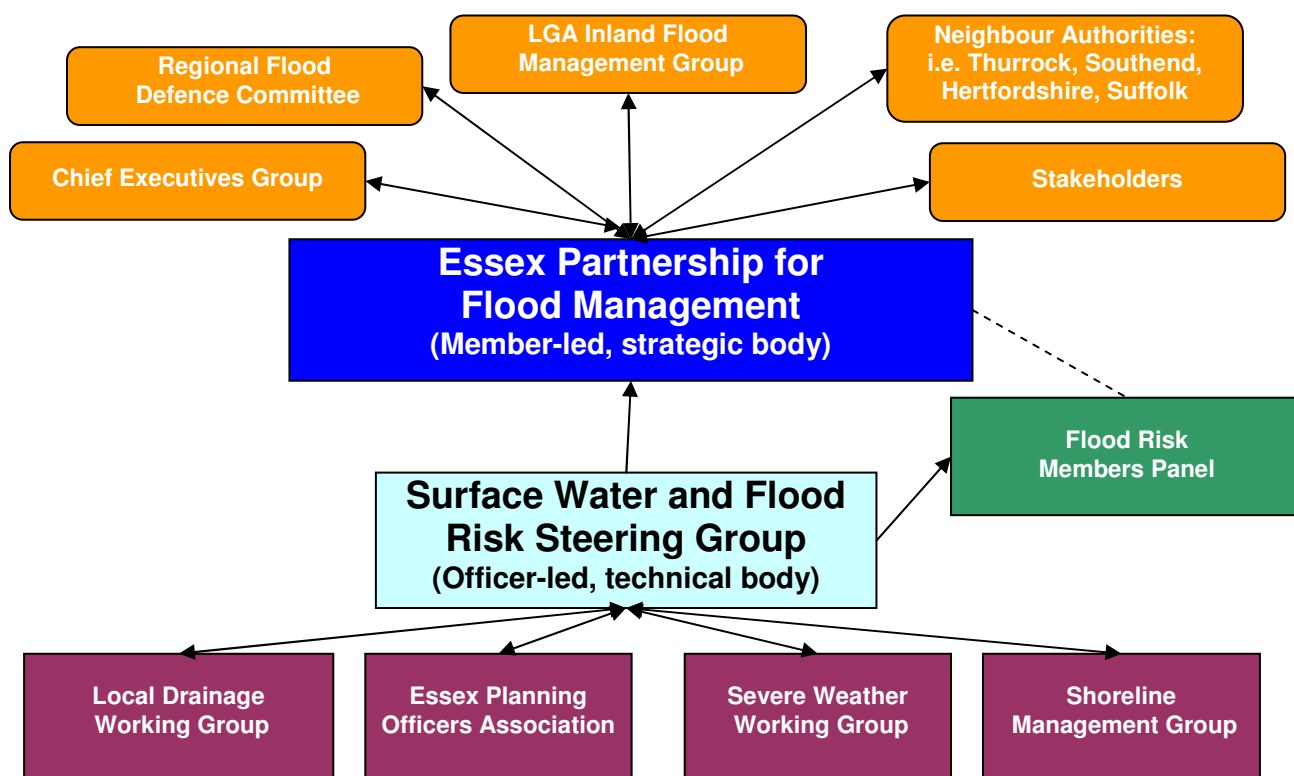 LGA Inland Flood
Management Group
Neighbour Authorities:
i.e. Thurrock, Southend,
Hertfordshire, Suffolk
Regional Flood
Defence Committee
Chief Executives Group
Stakeholders
Essex Partnership for
Flood Management
(Member-led, strategic body)
Flood Risk
Members Panel
Surface Water and Flood
Risk Steering Group
(Officer-led, technical body)
Local Drainage
Working Group
Essex Planning
Officers Association
Severe Weather
Working Group
Shoreline
Management Group